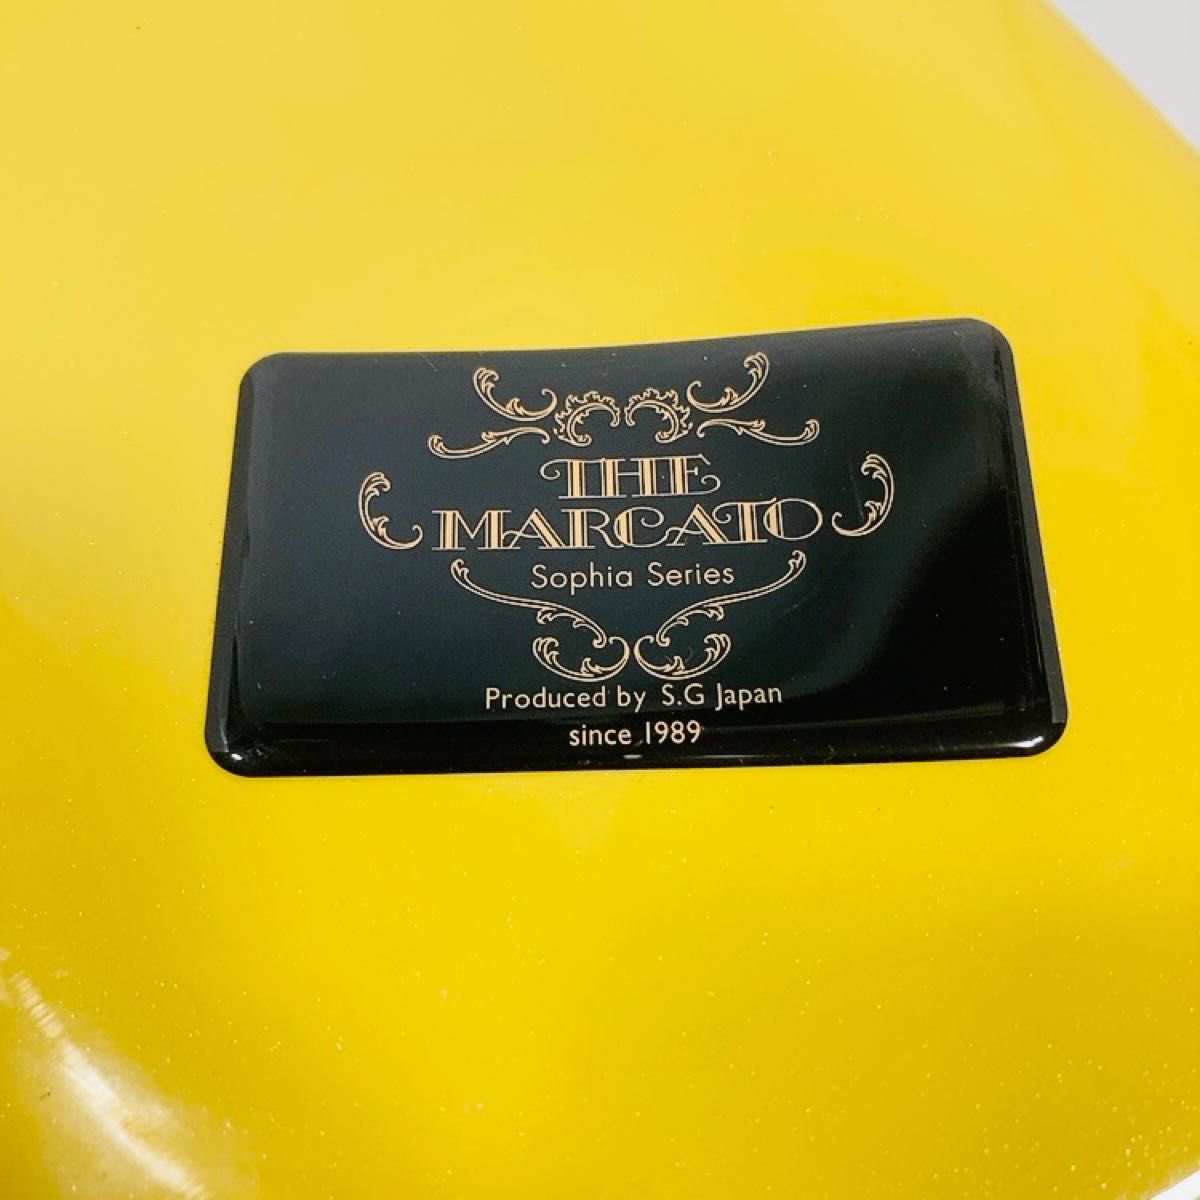 THE
MARCATO
Sophia Series
Produced by S.G Japan
since 1989